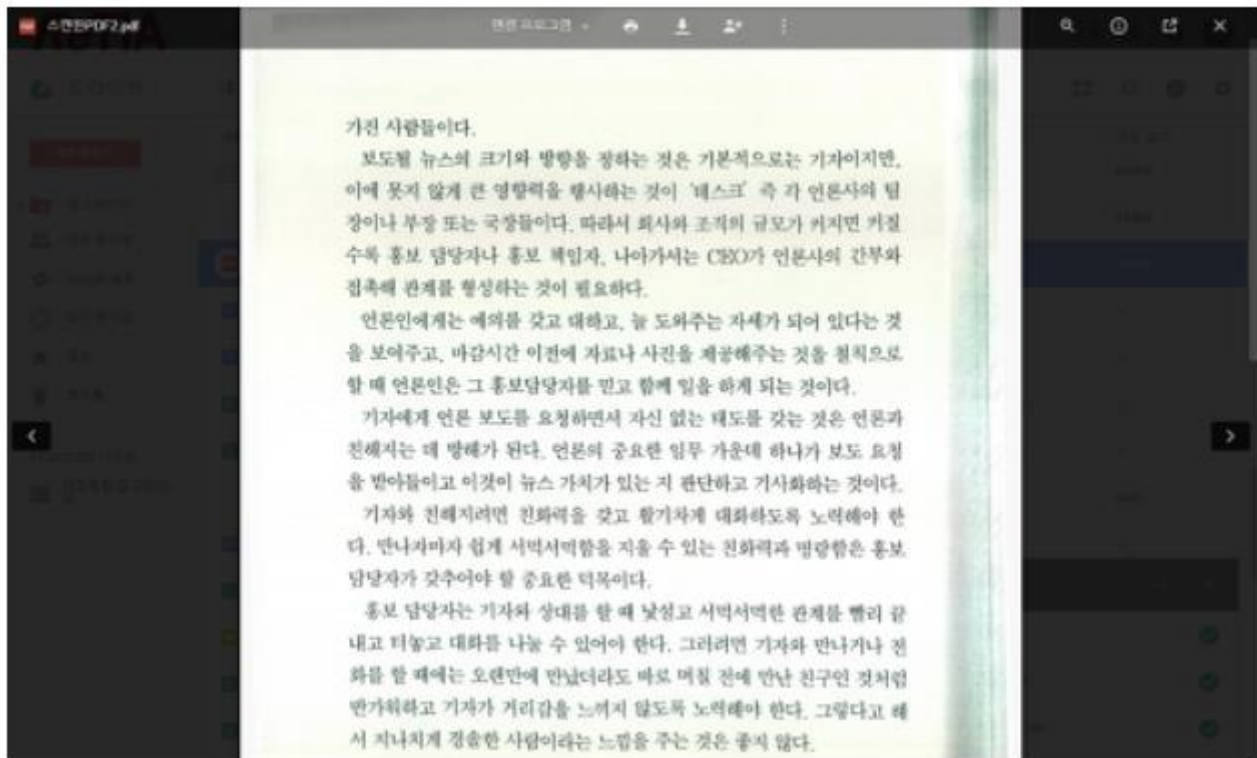 스캔된PDF2.pdf
연결 프로그램
가진 사람들이다.
보도될 뉴스의 크기와 방향을 정하는 것은 기본적으로는 기자이지만,
이에 못지 않게 큰 영향력을 행사하는 것이 '데스크' 즉 각 언론사의 팀
장이나 부장 또는 국장들이다. 따라서 회사와 조직의 규모가 커지면 커질
수록 홍보 담당자나 홍보 책임자, 나아가서는 CEO가 언론사의 간부와
접촉해 관계를 형성하는 것이 필요하다.
언론인에게는 예의를 갖고 대하고, 늘 도와주는 자세가 되어 있다는 것
을 보여주고, 마감시간 이전에 자료나 사진을 제공해주는 것을 철칙으로
할 때 언론인은 그 홍보담당자를 믿고 함께 일을 하게 되는 것이다.
기자에게 언론 보도를 요청하면서 자신 없는 태도를 갖는 것은 언론과
친해지는 데 방해가 된다. 언론의 중요한 임무 가운데 하나가 보도 요청
을 받아들이고 이것이 뉴스 가치가 있는 지 판단하고 기사화하는 것이다.
기자와 친해지려면 친화력을 갖고 활기차게 대화하도록 노력해야 한
다. 만나자마자 쉽게 서먹서먹함을 지울 수 있는 친화력과 명랑함은 홍보
담당자가 갖추어야 할 중요한 덕목이다.
홍보 담당자는 기자와 상대를 할 때 낯설고 서먹서먹한 관계를 빨리 끝
내고 터놓고 대화를 나눌 수 있어야 한다. 그러려면 기자와 만나거나 전
화를 할 때에는 오랜만에 만났더라도 바로 며칠 전에 만난 친구인 것처럼
반가워하고 기자가 거리감을 느끼지 않도록 노력해야 한다. 그렇다고 해
서 지나치게 경솔한 사람이라는 느낌을 주는 것은 좋지 않다.